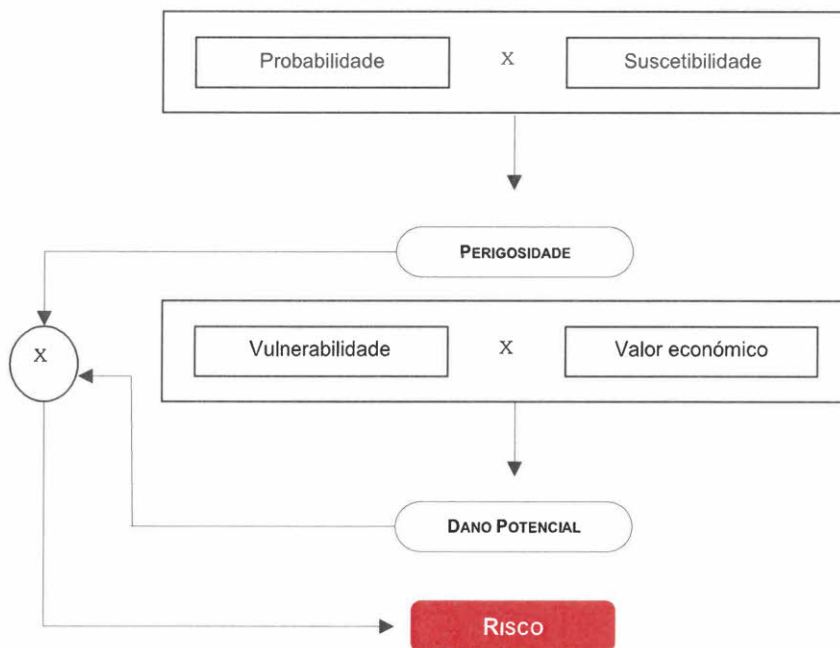 Probabilidade X Suscetibilidade
PERIGOSIDADE
Vulnerabilidade X Valor económico
X
DANO POTENCIAL
RISCO